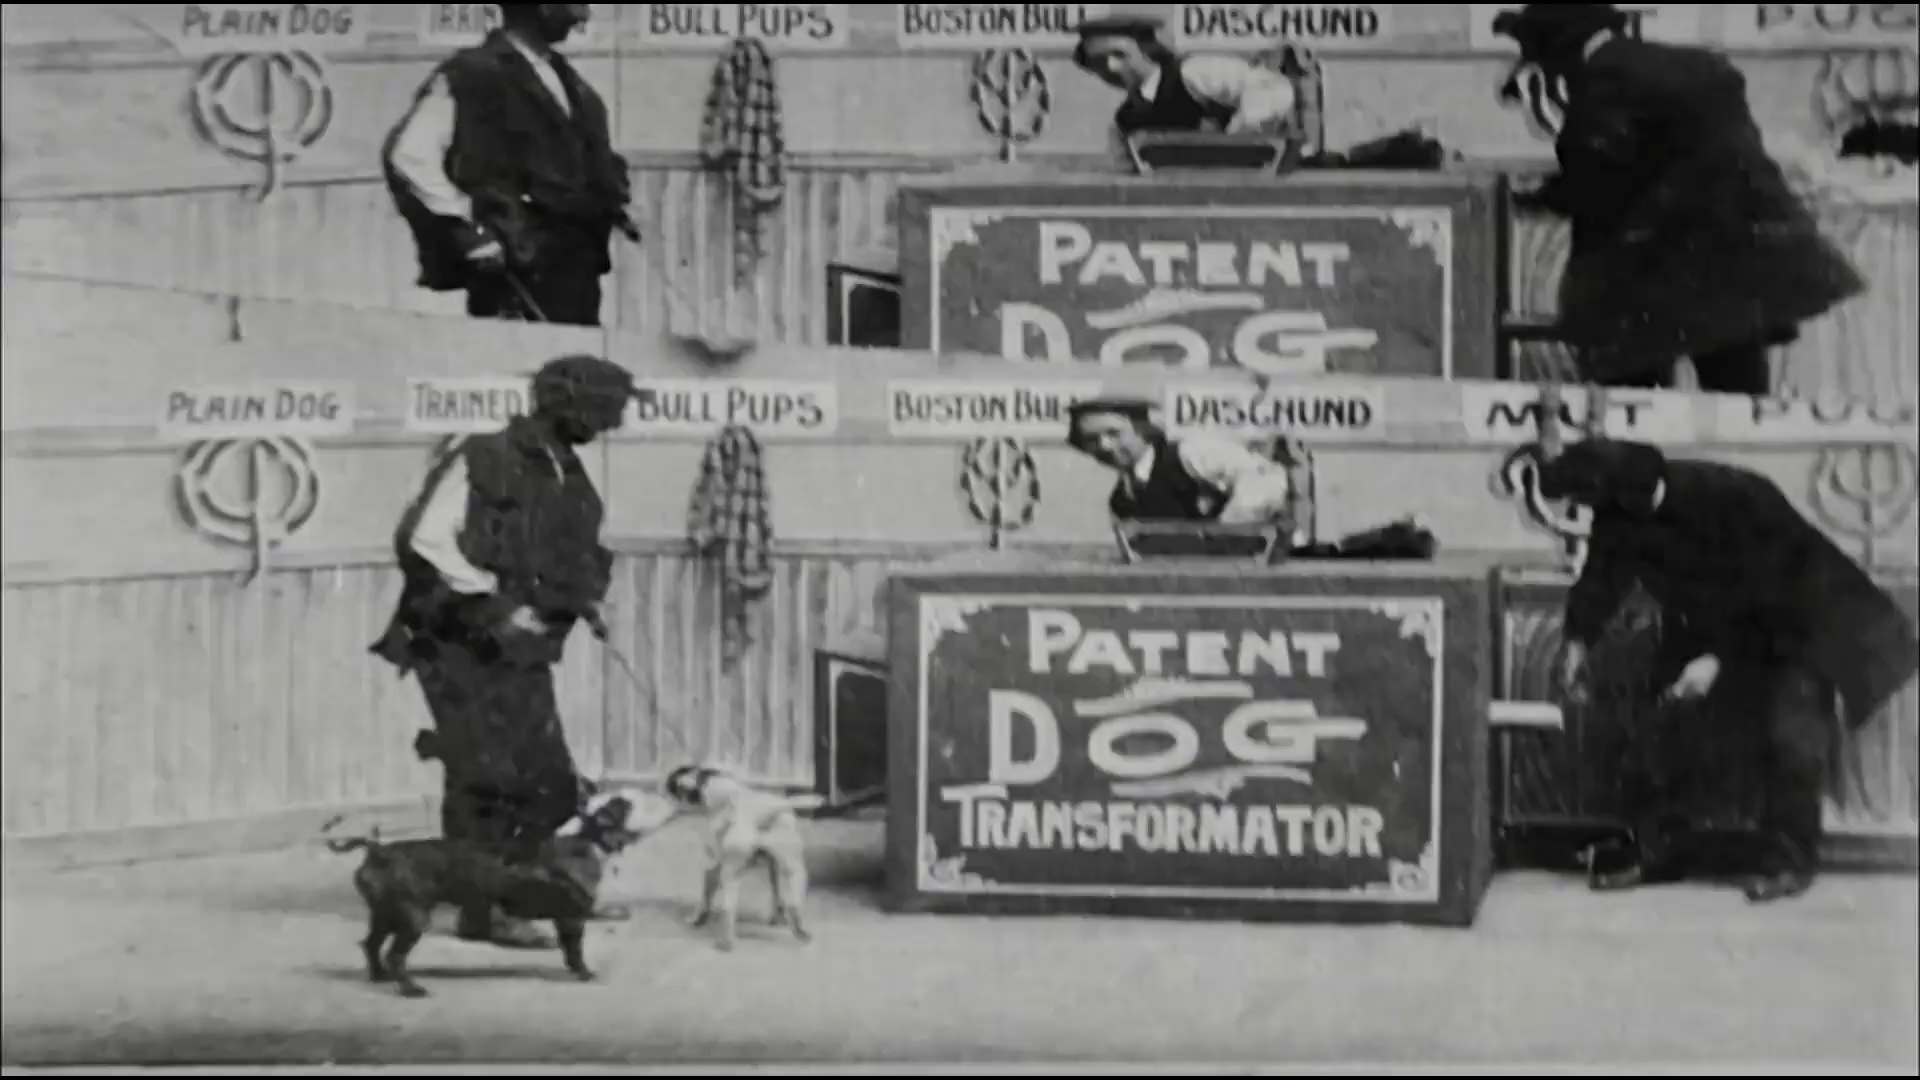 PLAIN DOG
BULL PUPS
BOSTON BULL
DASCHUND
PATENT
DOG
PLAIN DOG
TRAINED
BULL PUPS
BOSTON BUL
DASCHUND
MUT
PATENT
DOG
TRANSFORMATOR